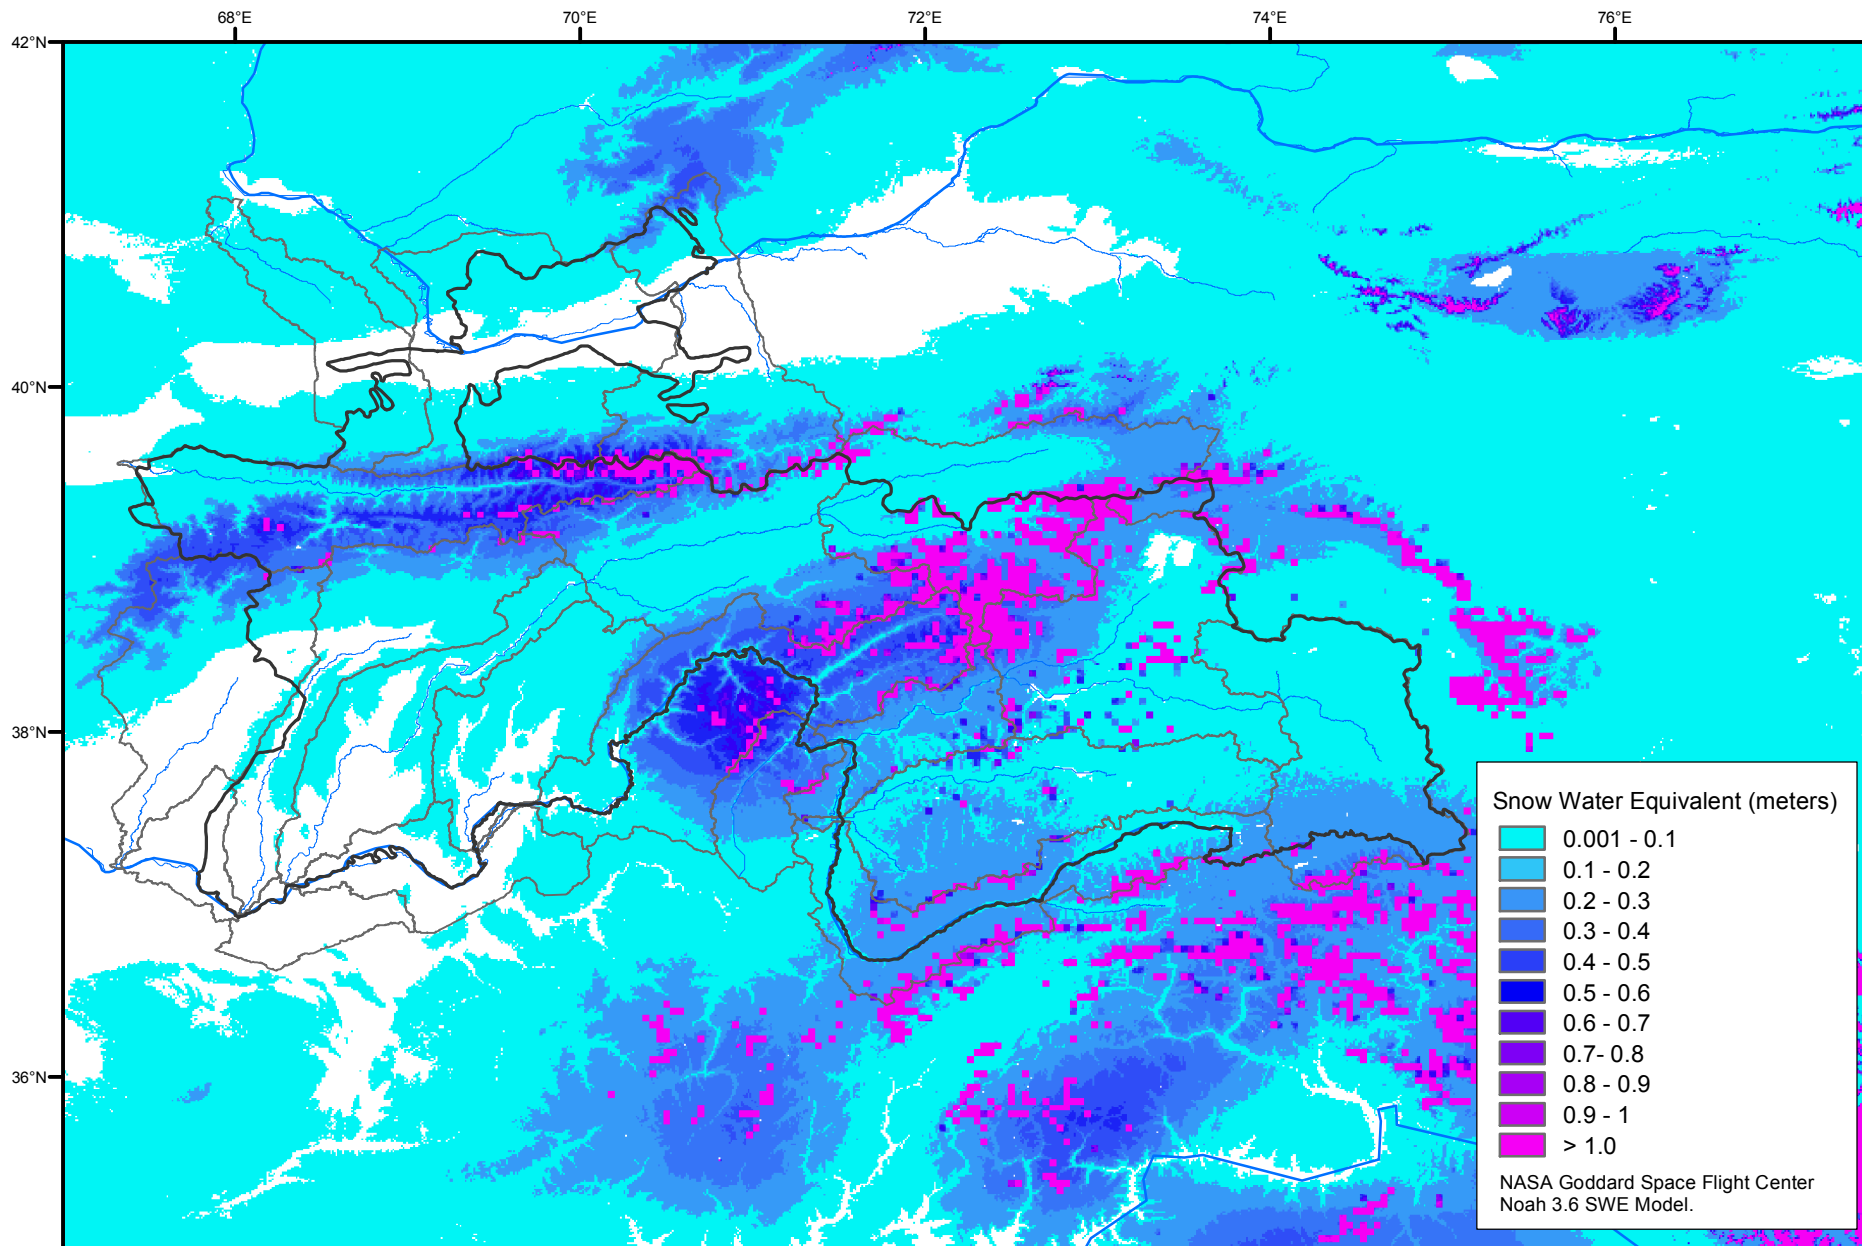 68°E 70°E 72°E 74°E 76°E
42°N
40°N
38°N
36°N
Snow Water Equivalent (meters)
0.001 - 0.1
0.1 - 0.2
0.2 - 0.3
0.3 - 0.4
0.4 - 0.5
0.5 - 0.6
0.6 - 0.7
0.7- 0.8
0.8 - 0.9
0.9 - 1
> 1.0
NASA Goddard Space Flight Center
Noah 3.6 SWE Model.